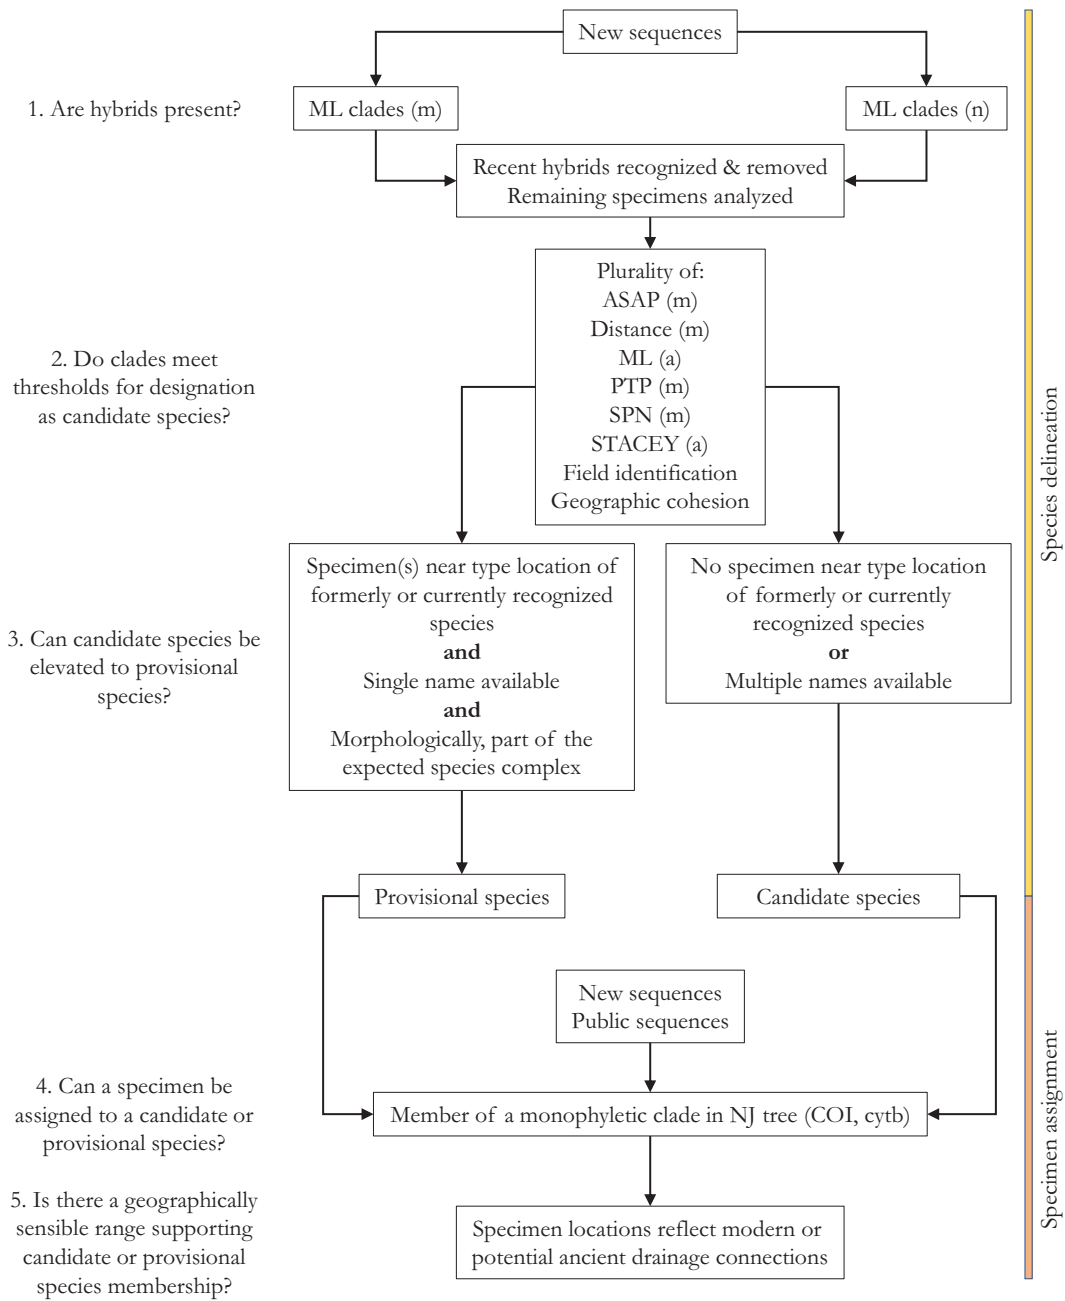 New sequences
1. Are hybrids present?
ML clades (m)
ML clades (n)
Recent hybrids recognized & removed
Remaining specimens analyzed
2. Do clades meet
thresholds for designation
as candidate species?
Plurality of:
ASAP (m)
Distance (m)
ML (a)
PTP (m)
SPN (m)
STACEY (a)
Field identification
Geographic cohesion
Species delineation
3. Can candidate species be
elevated to provisional
species?
Specimen(s) near type location of
formerly or currently recognized
species
and
Single name available
and
Morphologically, part of the
expected species complex
No specimen near type location
of formerly or currently
recognized species
or
Multiple names available
Provisional species
Candidate species
New sequences
Public sequences
4. Can a specimen be
assigned to a candidate or
provisional species?
Member of a monophyletic clade in NJ tree (COI, cytb)
Specimen assignment
5. Is there a geographically
sensible range supporting
candidate or provisional
species membership?
Specimen locations reflect modern or
potential ancient drainage connections